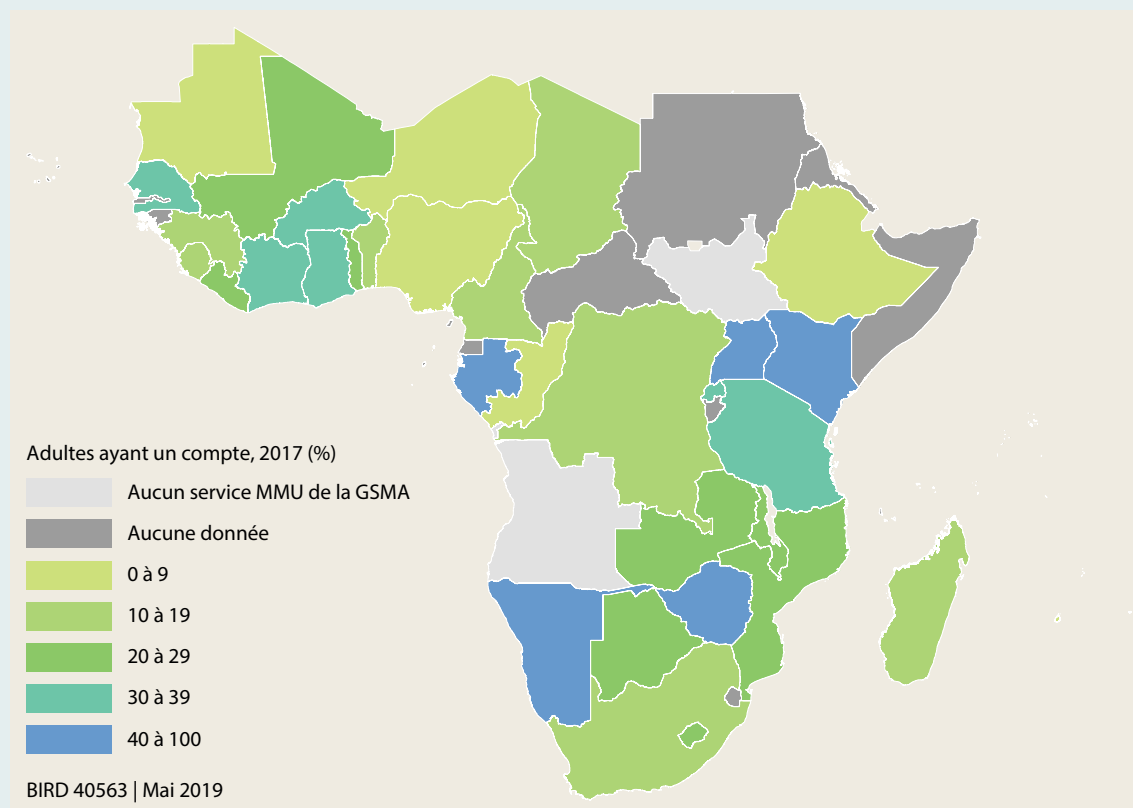 Adultes ayant un compte, 2017 (%)
Aucun service MMU de la GSMA
Aucune donnée
0 à 9
10 à 19
20 à 29
30 à 39
40 à 100
BIRD 40563 | Mai 2019